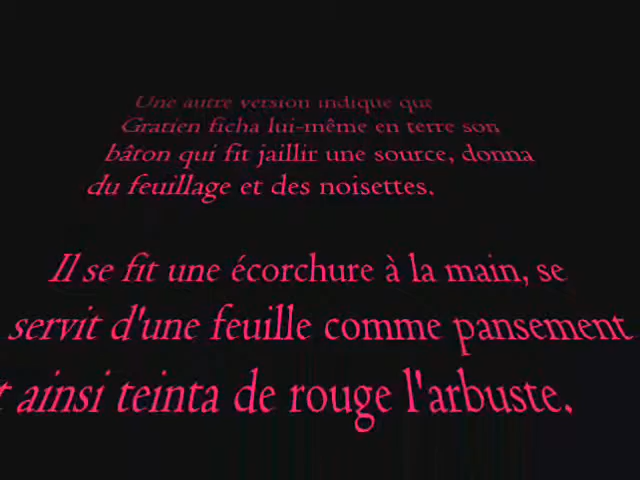 Une autre version indique que
Gratien ficha lui-même en terre son
bâton qui fit jaillir une source, donna
du feuillage et des noisettes.
Il se fit une écorchure à la main, se
servit d'une feuille comme pansement
t ainsi teinta de rouge l'arbuste.